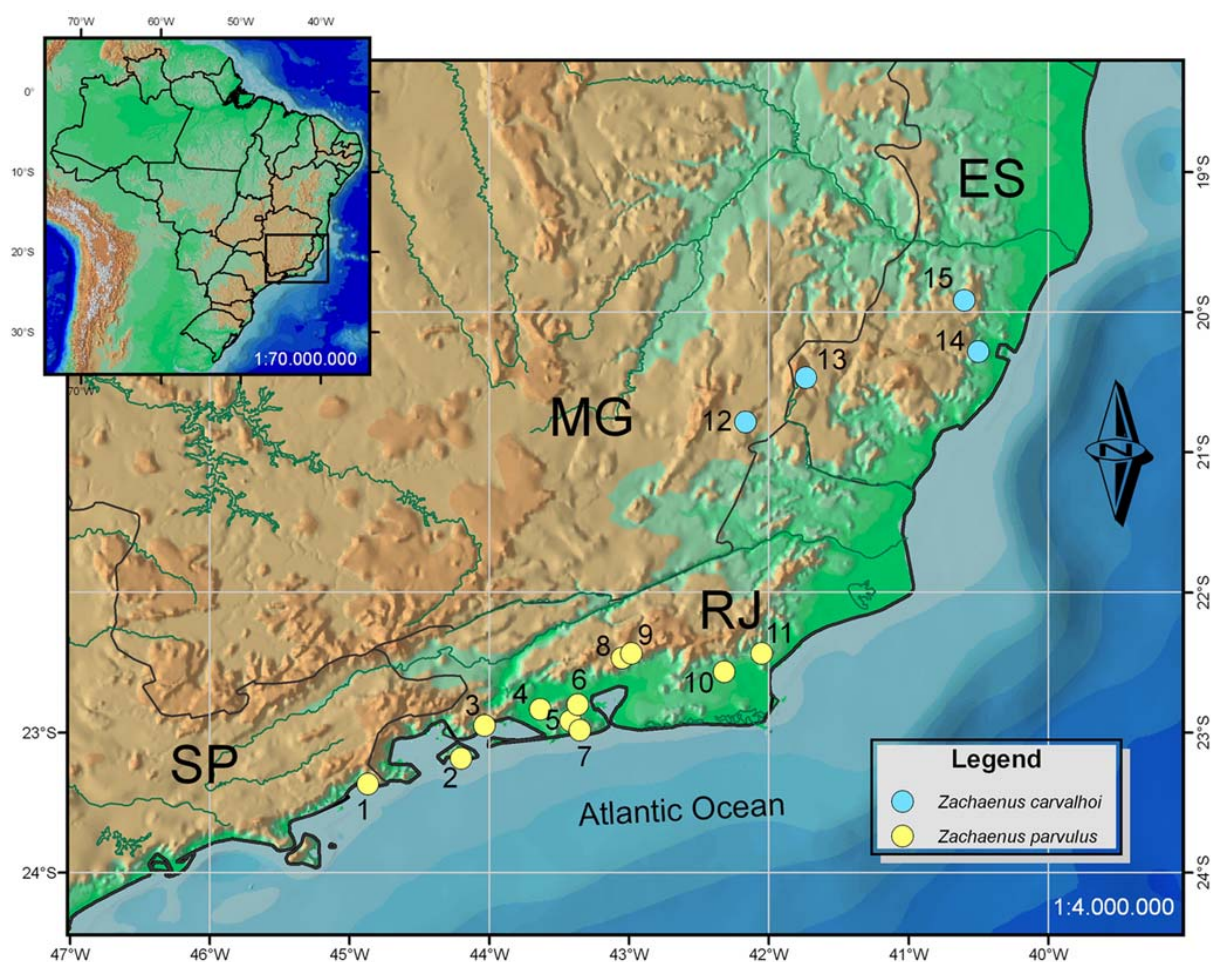 70°W 60°W 50°W 40°W
0°
10°S
20°S
30°S
1:70.000.000
70°W
ES
19°S
15
20°S
14
13
MG
12
21°S
N
RJ
22°S
8 9 11
10
6
4
5
3
7
23°S 23°S
SP
2
1
Legend
Zachaenus carvalhoi
Zachaenus parvulus
Atlantic Ocean
24°S 24°S
1:4.000.000
47°W 46°W 45°W 44°W 43°W 42°W 41°W 40°W